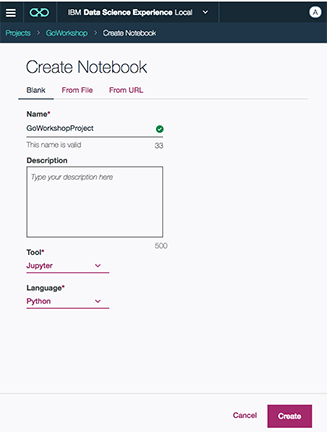 IBM Data Science Experience Local
A
Projects > GoWorkshop > Create Notebook
Create Notebook
Blank From File From URL
Name*
GoWorkshopProject
This name is valid 33
Description
Type your description here
500
Tool*
Jupyter
Language*
Python
Cancel Create